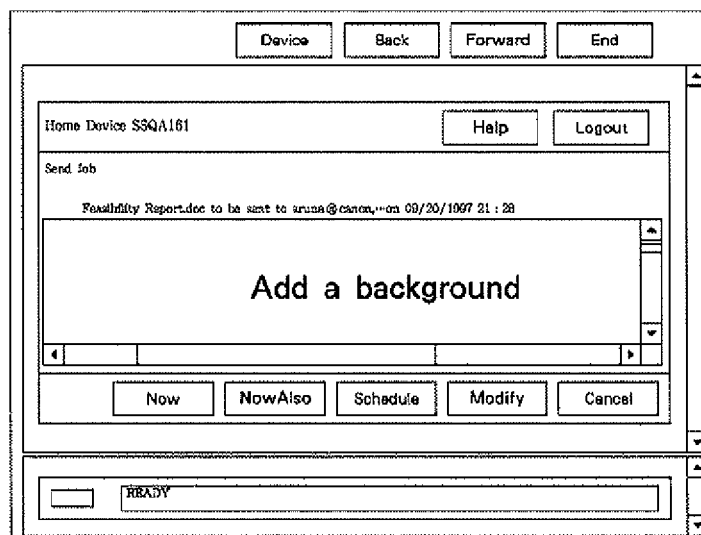 Device Back Forward End
Home Device SSQA161 Help Logout
Send job
Feasibility Report.doc to be sent to aruna@canon,...on 09/20/1997 21 : 28
Add a background
Now NowAlso Schedule Modify Cancel
READY